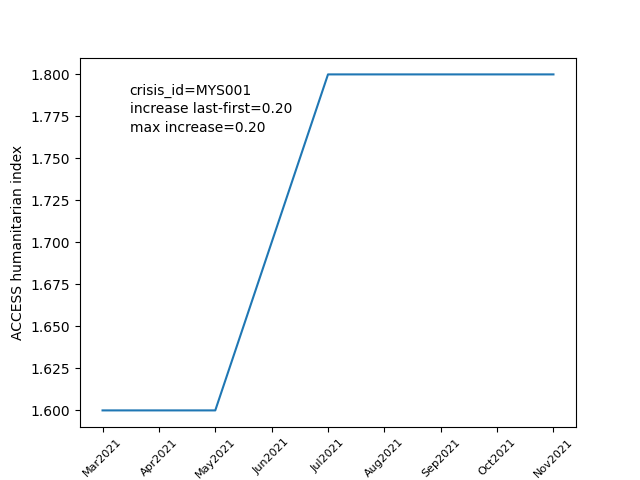 crisis_id=MYS001
increase last-first=0.20
max increase=0.20
ACCESS humanitarian index
1.800
1.775
1.750
1.725
1.700
1.675
1.650
1.625
1.600
Mar2021
Apr2021
May2021
Jun2021
Jul2021
Aug2021
Sep2021
Oct2021
Nov2021